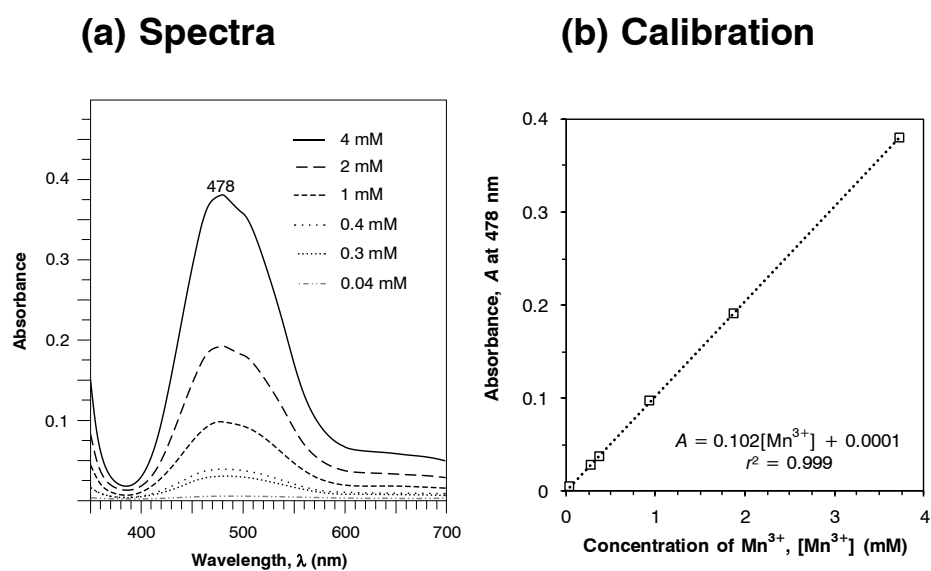 (a) Spectra
478
4 mM
2 mM
1 mM
0.4 mM
0.3 mM
0.04 mM
0.4
0.3
0.2
0.1
Absorbance
400
500
600
700
Wavelength, λ (nm)
(b) Calibration
0.4
0.3
0.2
0.1
0
Absorbance, A at 478 nm
A = 0.102[Mn³⁺] + 0.0001
r² = 0.999
0
1
2
3
4
Concentration of Mn³⁺, [Mn³⁺] (mM)